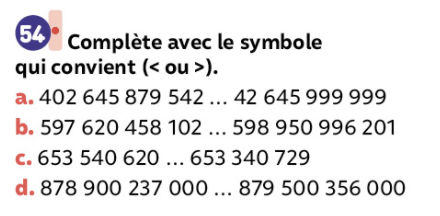 54 Complète avec le symbole
qui convient (< ou >).
a. 402 645 879 542 ... 42 645 999 999
b. 597 620 458 102 ... 598 950 996 201
c. 653 540 620 ... 653 340 729
d. 878 900 237 000 ... 879 500 356 000